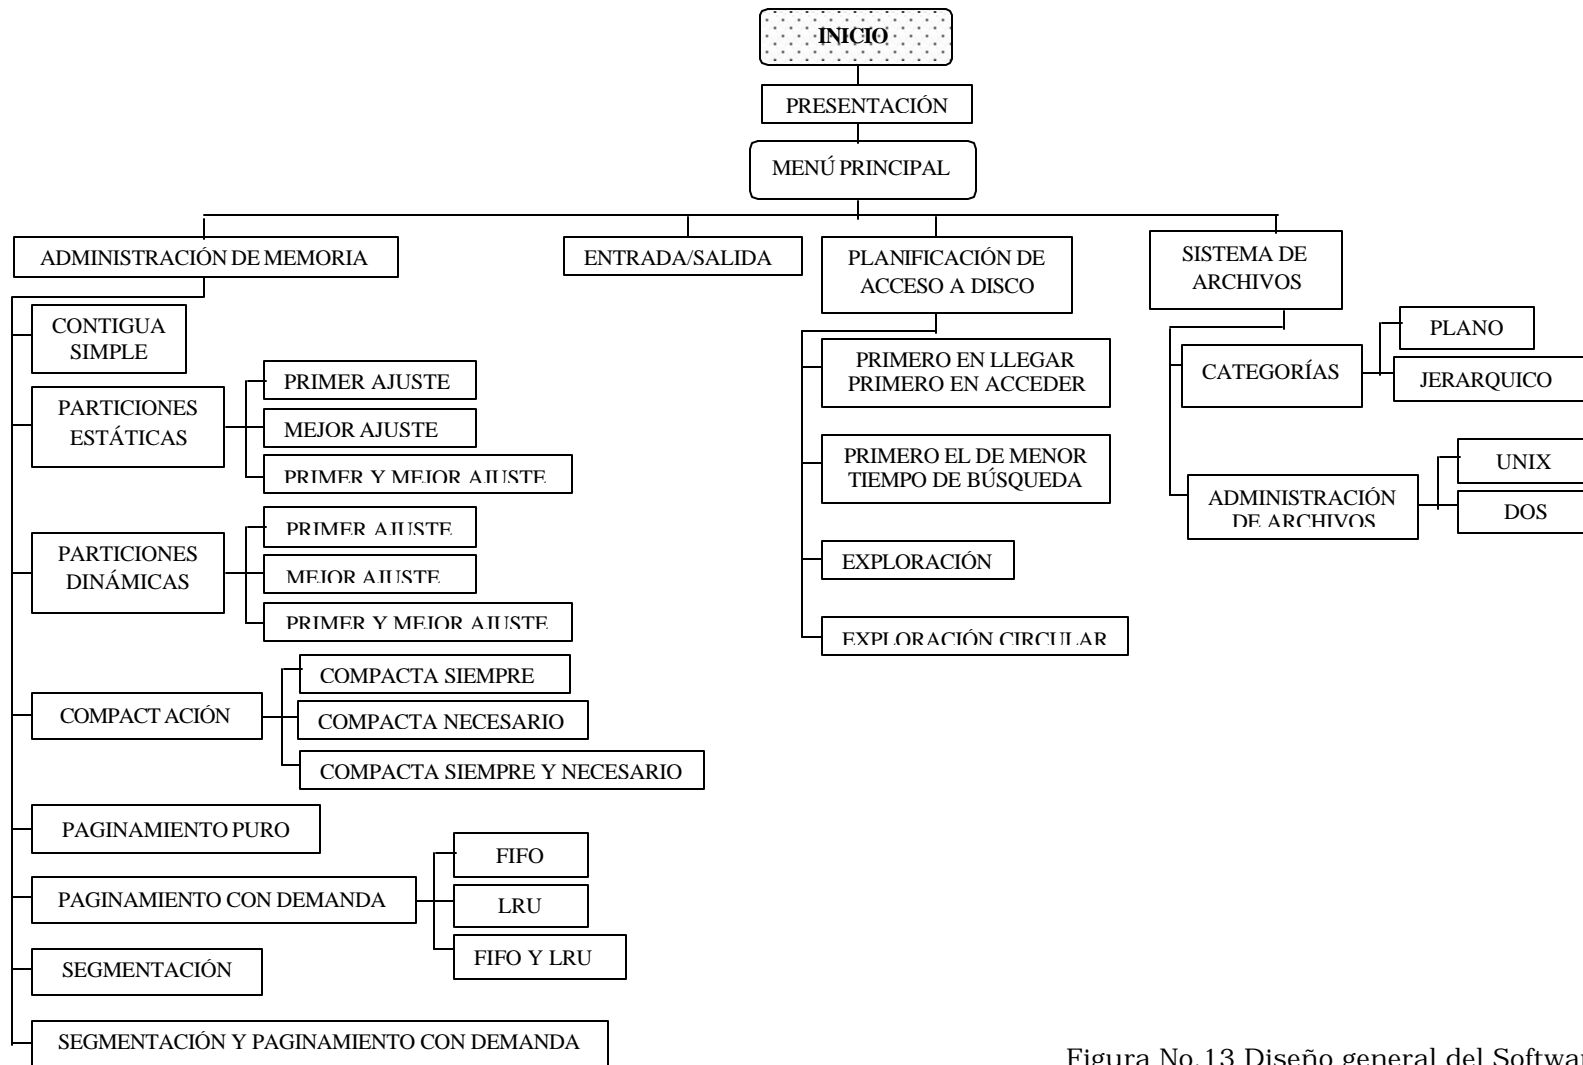 INICIO
PRESENTACIÓN
MENÚ PRINCIPAL
ADMINISTRACIÓN DE MEMORIA
CONTIGUA
SIMPLE
PARTICIONES
ESTÁTICAS
PRIMER AJUSTE
MEJOR AJUSTE
PRIMER Y MEJOR AJUSTE
PARTICIONES
DINÁMICAS
PRIMER AJUSTE
MEJOR AJUSTE
PRIMER Y MEJOR AJUSTE
COMPACT ACIÓN
COMPACTA SIEMPRE
COMPACTA NECESARIO
COMPACTA SIEMPRE Y NECESARIO
PAGINAMIENTO PURO
PAGINAMIENTO CON DEMANDA
FIFO
LRU
FIFO Y LRU
SEGMENTACIÓN
SEGMENTACIÓN Y PAGINAMIENTO CON DEMANDA
ENTRADA/SALIDA
PLANIFICACIÓN DE
ACCESO A DISCO
PRIMERO EN LLEGAR
PRIMERO EN ACCEDER
PRIMERO EL DE MENOR
TIEMPO DE BÚSQUEDA
EXPLORACIÓN
EXPLORACIÓN CIRCULAR
SISTEMA DE
ARCHIVOS
CATEGORÍAS
PLANO
JERARQUICO
ADMINISTRACIÓN
DE ARCHIVOS
UNIX
DOS
Figura No.13 Diseño general del Softwar